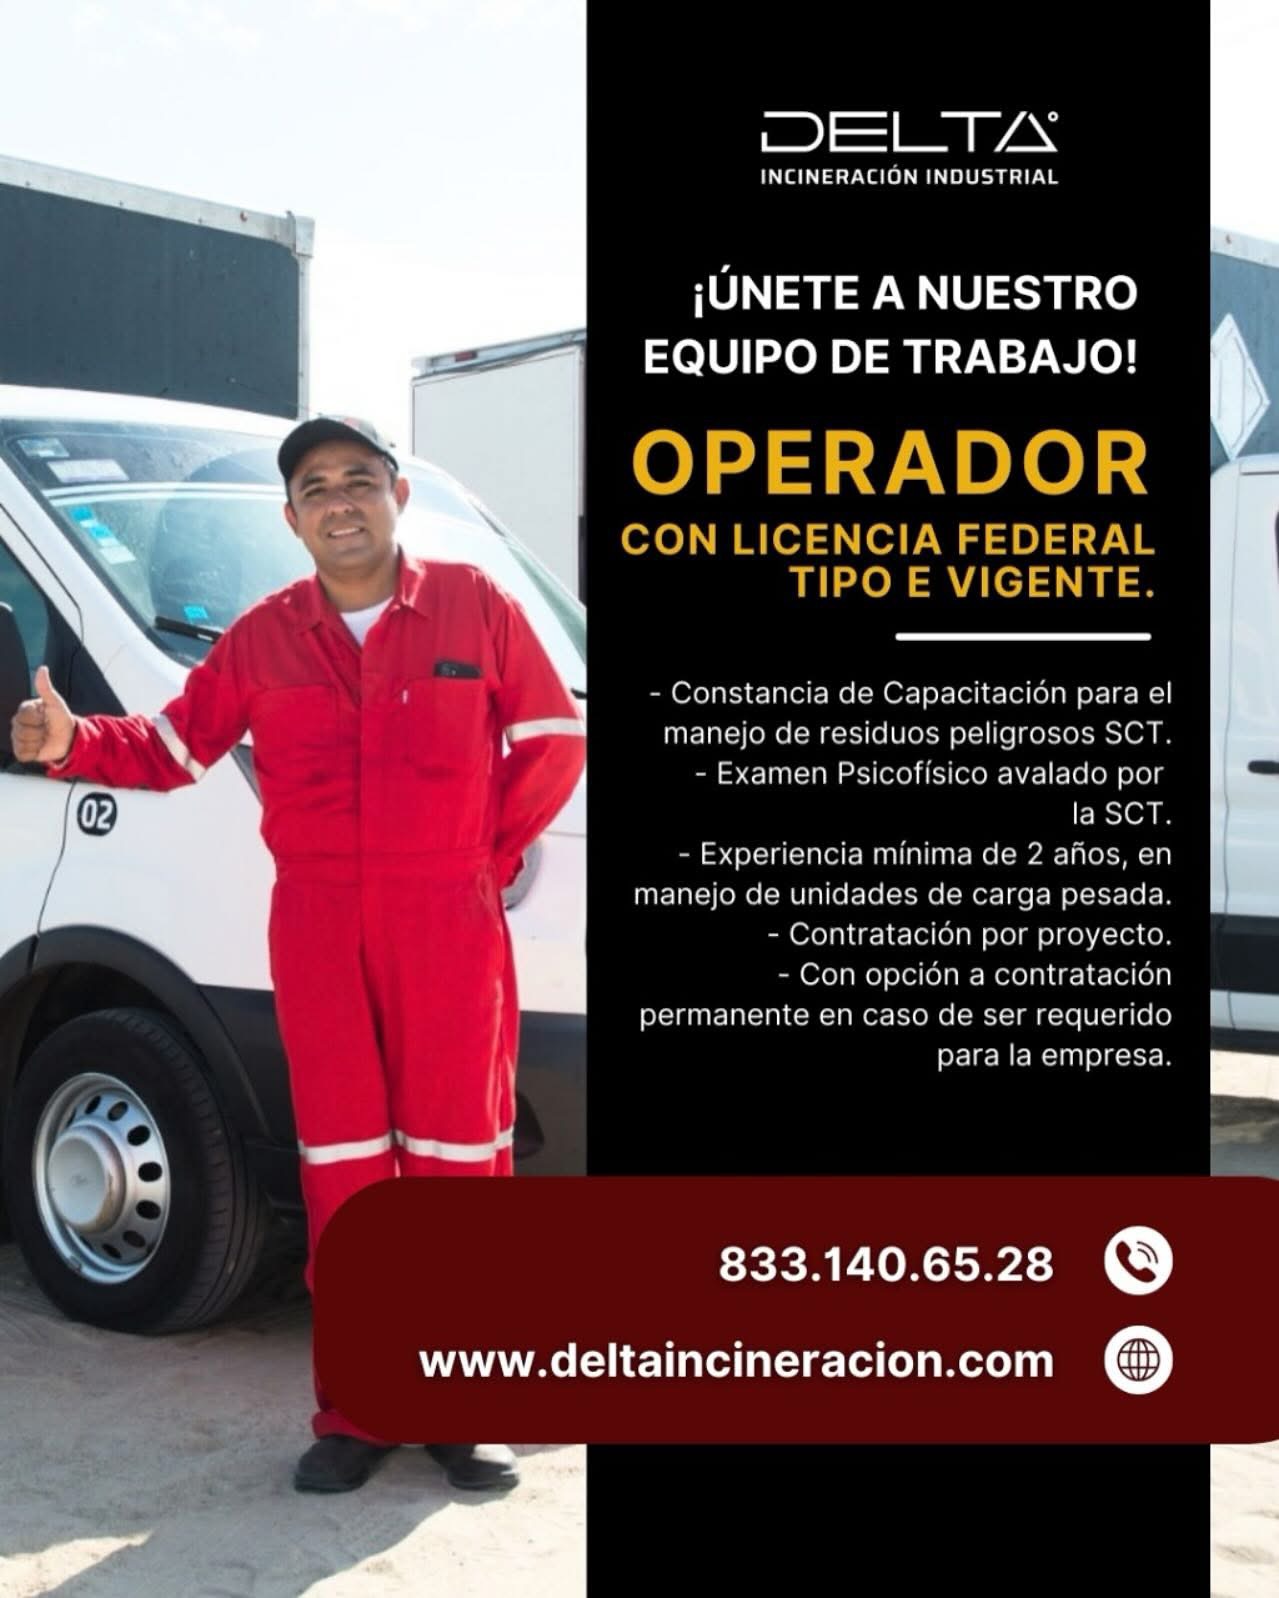 DELTA
INCINERACIÓN INDUSTRIAL
¡ÚNETE A NUESTRO
EQUIPO DE TRABAJO!
OPERADOR
CON LICENCIA FEDERAL
TIPO E VIGENTE.
- Constancia de Capacitación para el
manejo de residuos peligrosos SCT.
- Examen Psicofísico avalado por
la SCT.
- Experiencia mínima de 2 años, en
manejo de unidades de carga pesada.
- Contratación por proyecto.
- Con opción a contratación
permanente en caso de ser requerido
para la empresa.
02
833.140.65.28
www.deltaincineracion.com